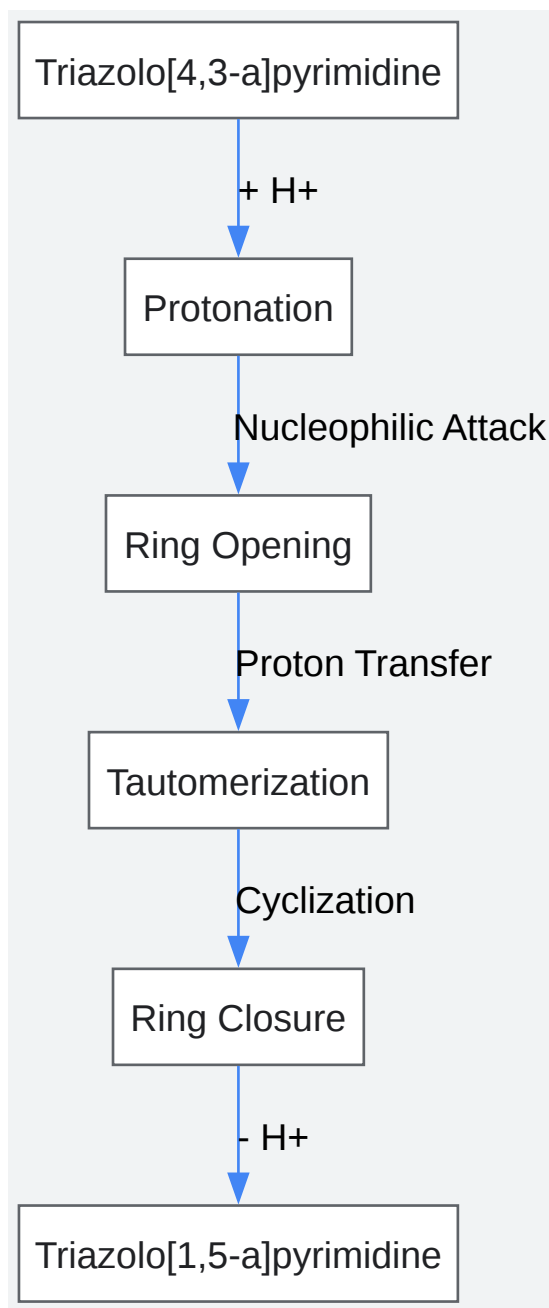 Triazolo[4,3-a]pyrimidine
+ H+
Protonation
Nucleophilic Attack
Ring Opening
Proton Transfer
Tautomerization
Cyclization
Ring Closure
- H+
Triazolo[1,5-a]pyrimidine